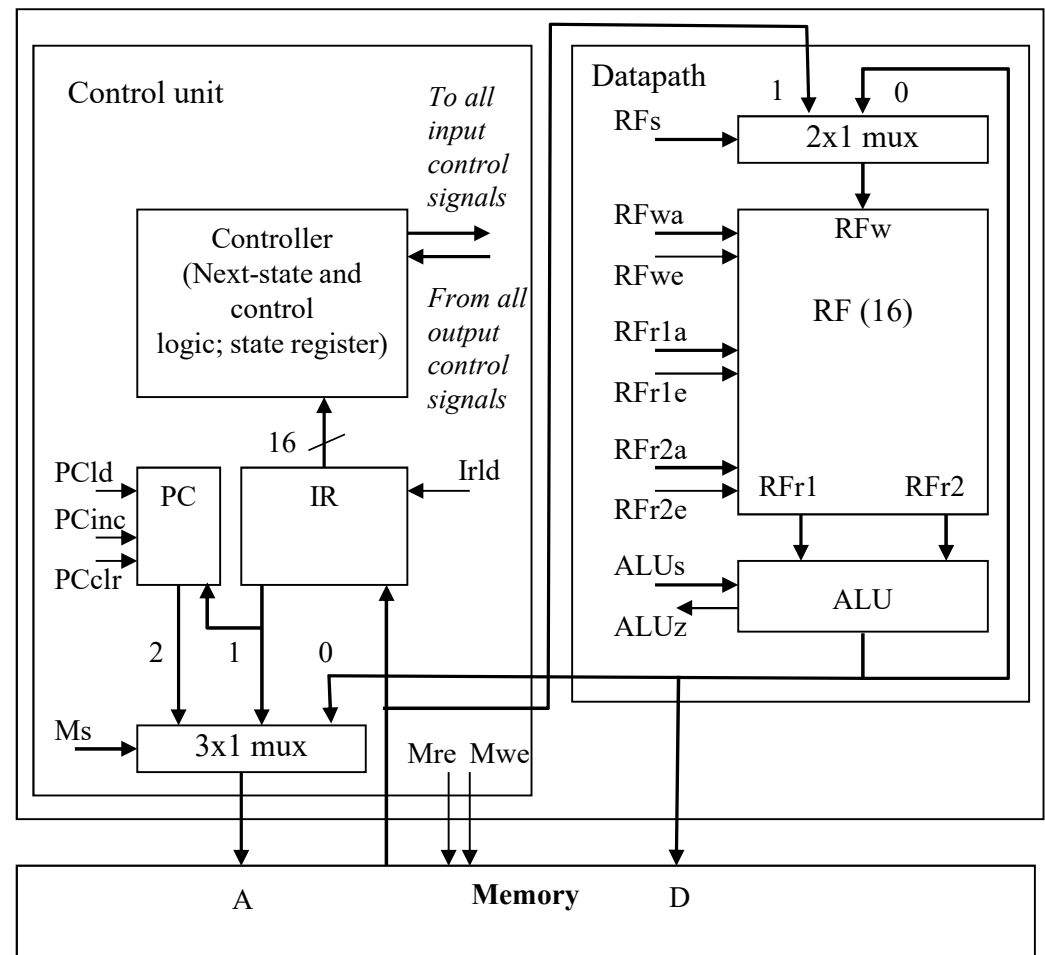 Control unit
To all
input
control
signals
Controller
(Next-state and
control
logic; state register)
From all
output
control
signals
16
PCld
PCinc
PCclr
PC
IR
Irld
2
1
0
Ms
3x1 mux
Mre
Mwe
Datapath
1
0
RFs
2x1 mux
RFwa
RFwe
RFw
RF (16)
RFr1a
RFr1e
RFr2a
RFr2e
RFr1
RFr2
ALUs
ALUz
ALU
A
Memory
D